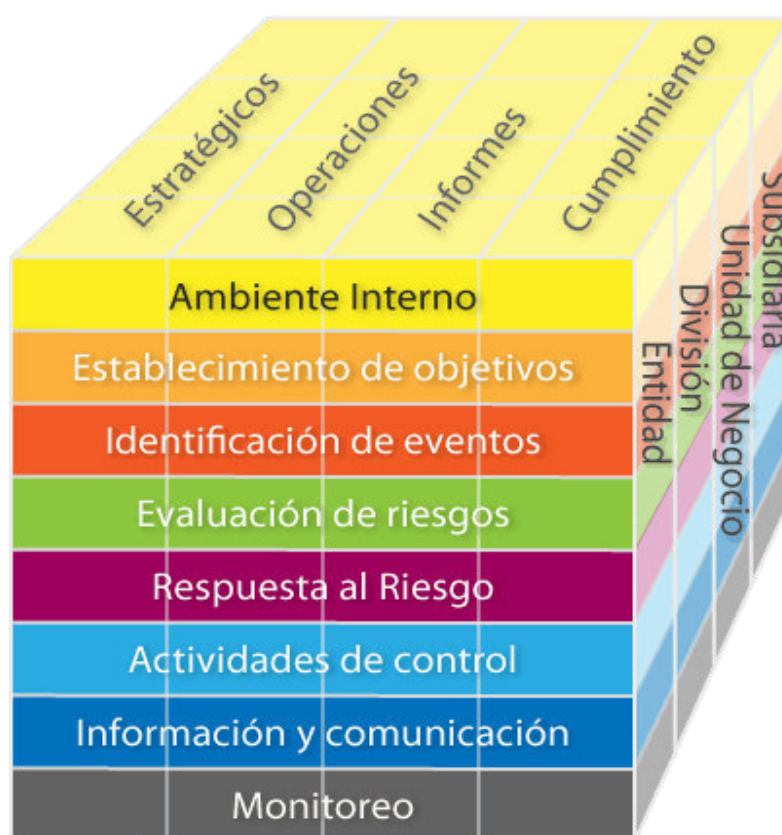 Estratégicos
Operaciones
Informes
Cumplimiento
Ambiente Interno
Establecimiento de objetivos
Identificación de eventos
Evaluación de riesgos
Respuesta al Riesgo
Actividades de control
Información y comunicación
Monitoreo
Entidad
División
Unidad de Negocio
Subsidiaria